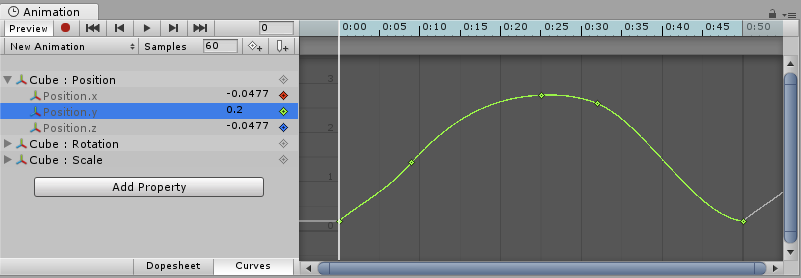 Animation
Preview 0 0:00 0:05 0:10 0:15 0:20 0:25 0:30 0:35 0:40 0:45 0:50
New Animation Samples 60
Cube : Position
Position.x -0.0477
Position.y 0.2
Position.z -0.0477
Cube : Rotation
Cube : Scale
Add Property
3
2
1
0
Dopesheet Curves